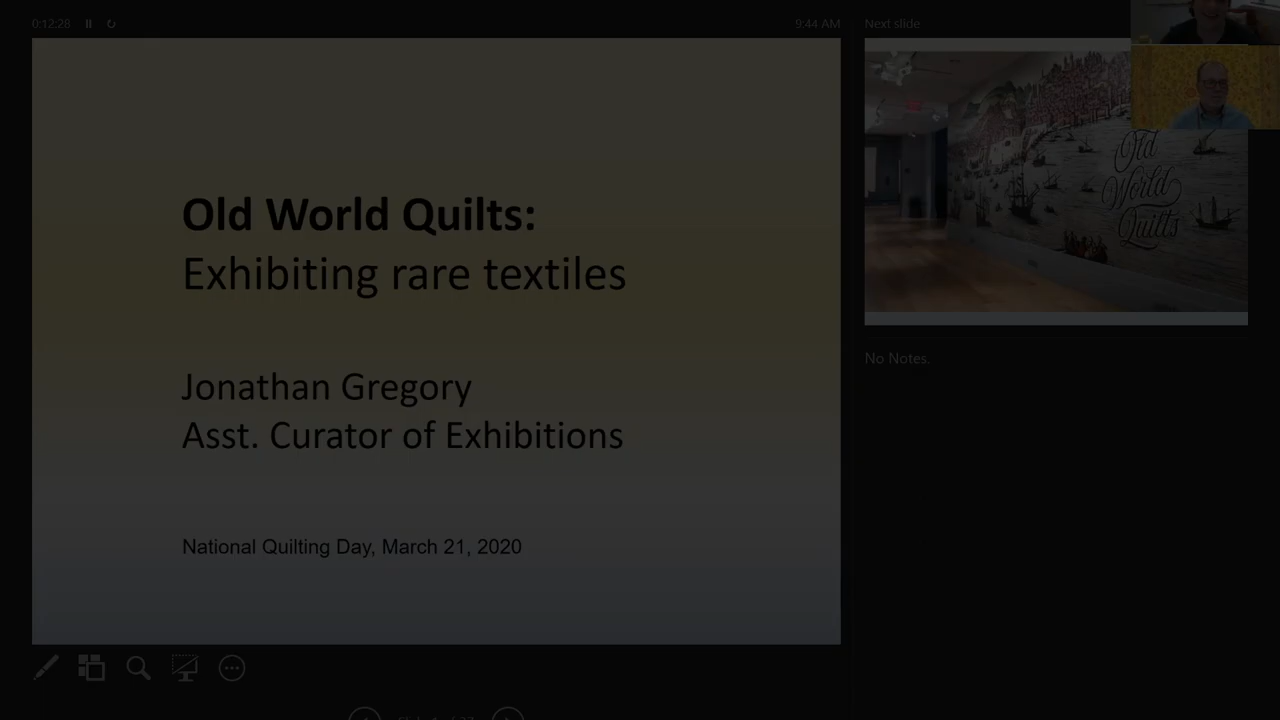 0:12:28
9:44 AM
Next slide
Old World Quilts:
Exhibiting rare textiles
Jonathan Gregory
Asst. Curator of Exhibitions
National Quilting Day, March 21, 2020
Old
World
Quilts
No Notes.